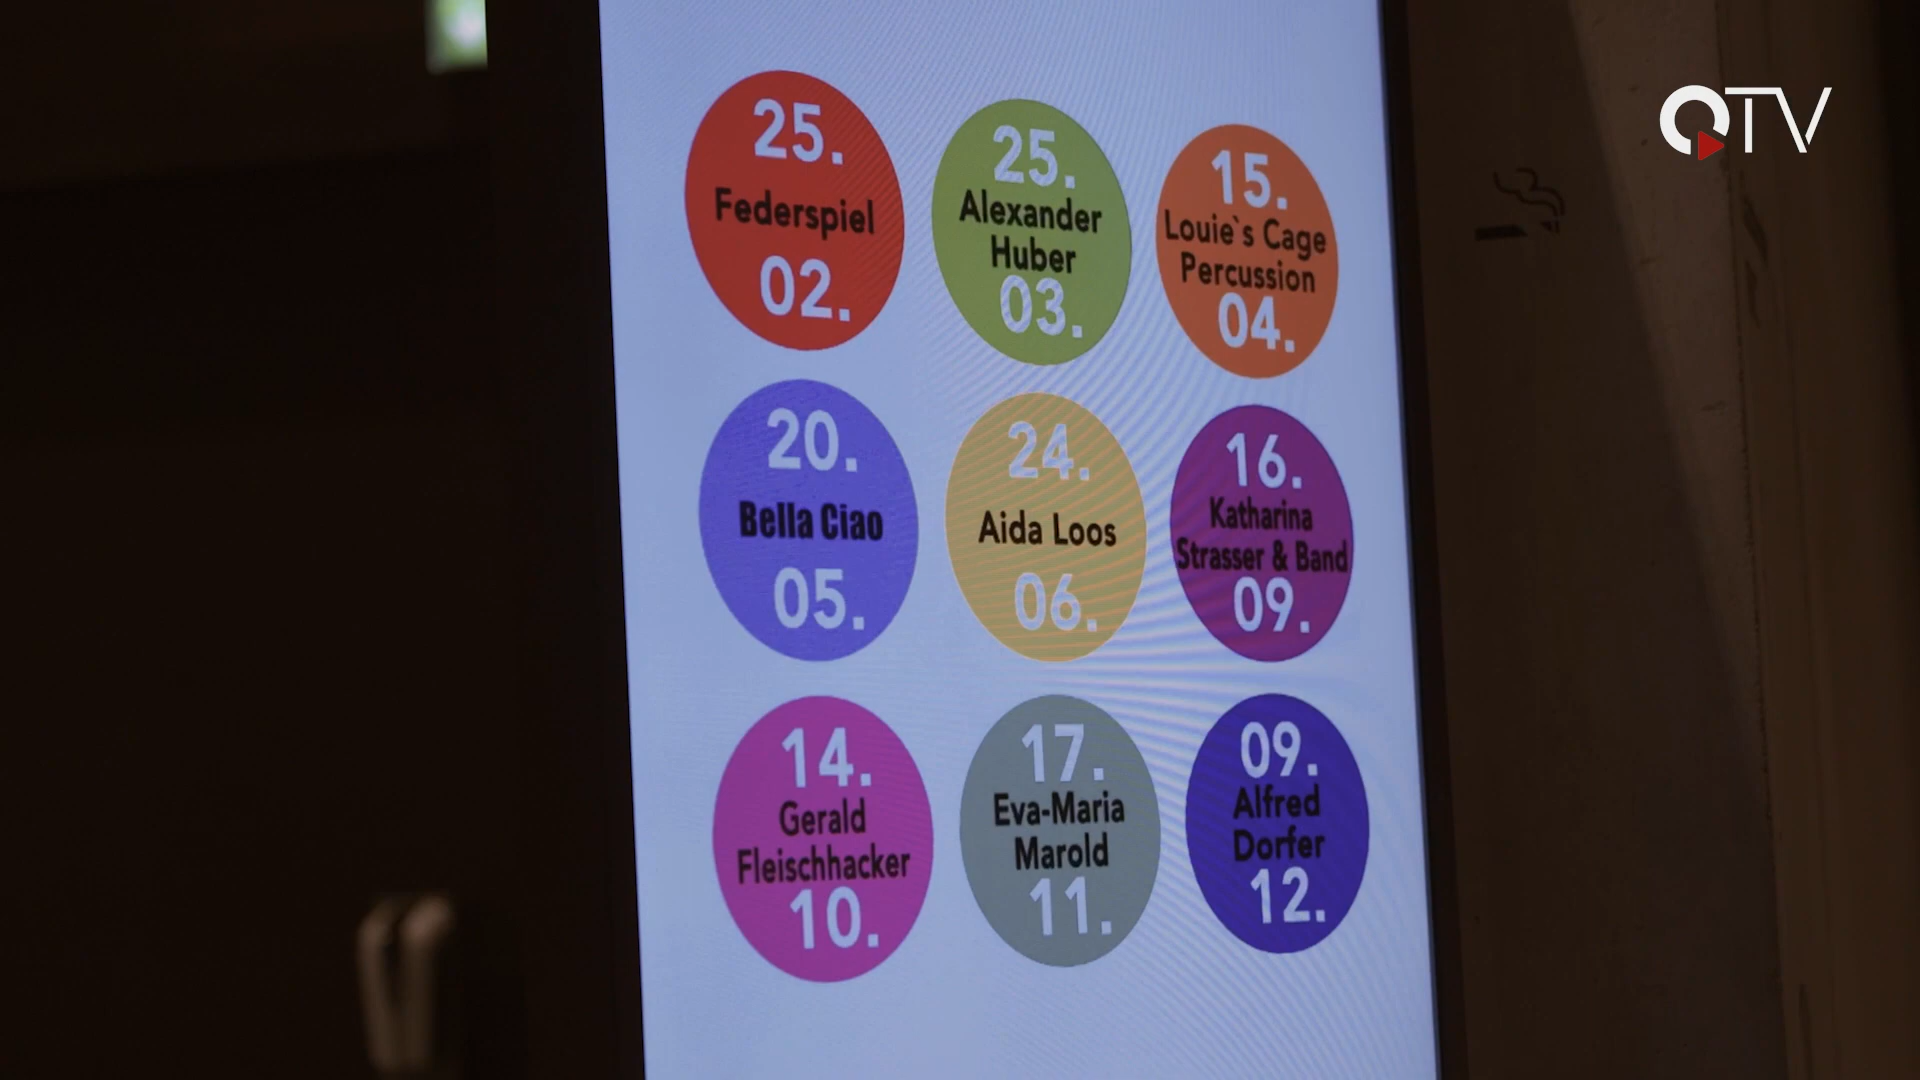 QTV
25.
Federspiel
02.
25.
Alexander
Huber
03.
15.
Louie`s Cage
Percussion
04.
20.
Bella Ciao
05.
24.
Aida Loos
06.
16.
Katharina
Strasser & Band
09.
14.
Gerald
Fleischhacker
10.
17.
Eva-Maria
Marold
11.
09.
Alfred
Dorfer
12.